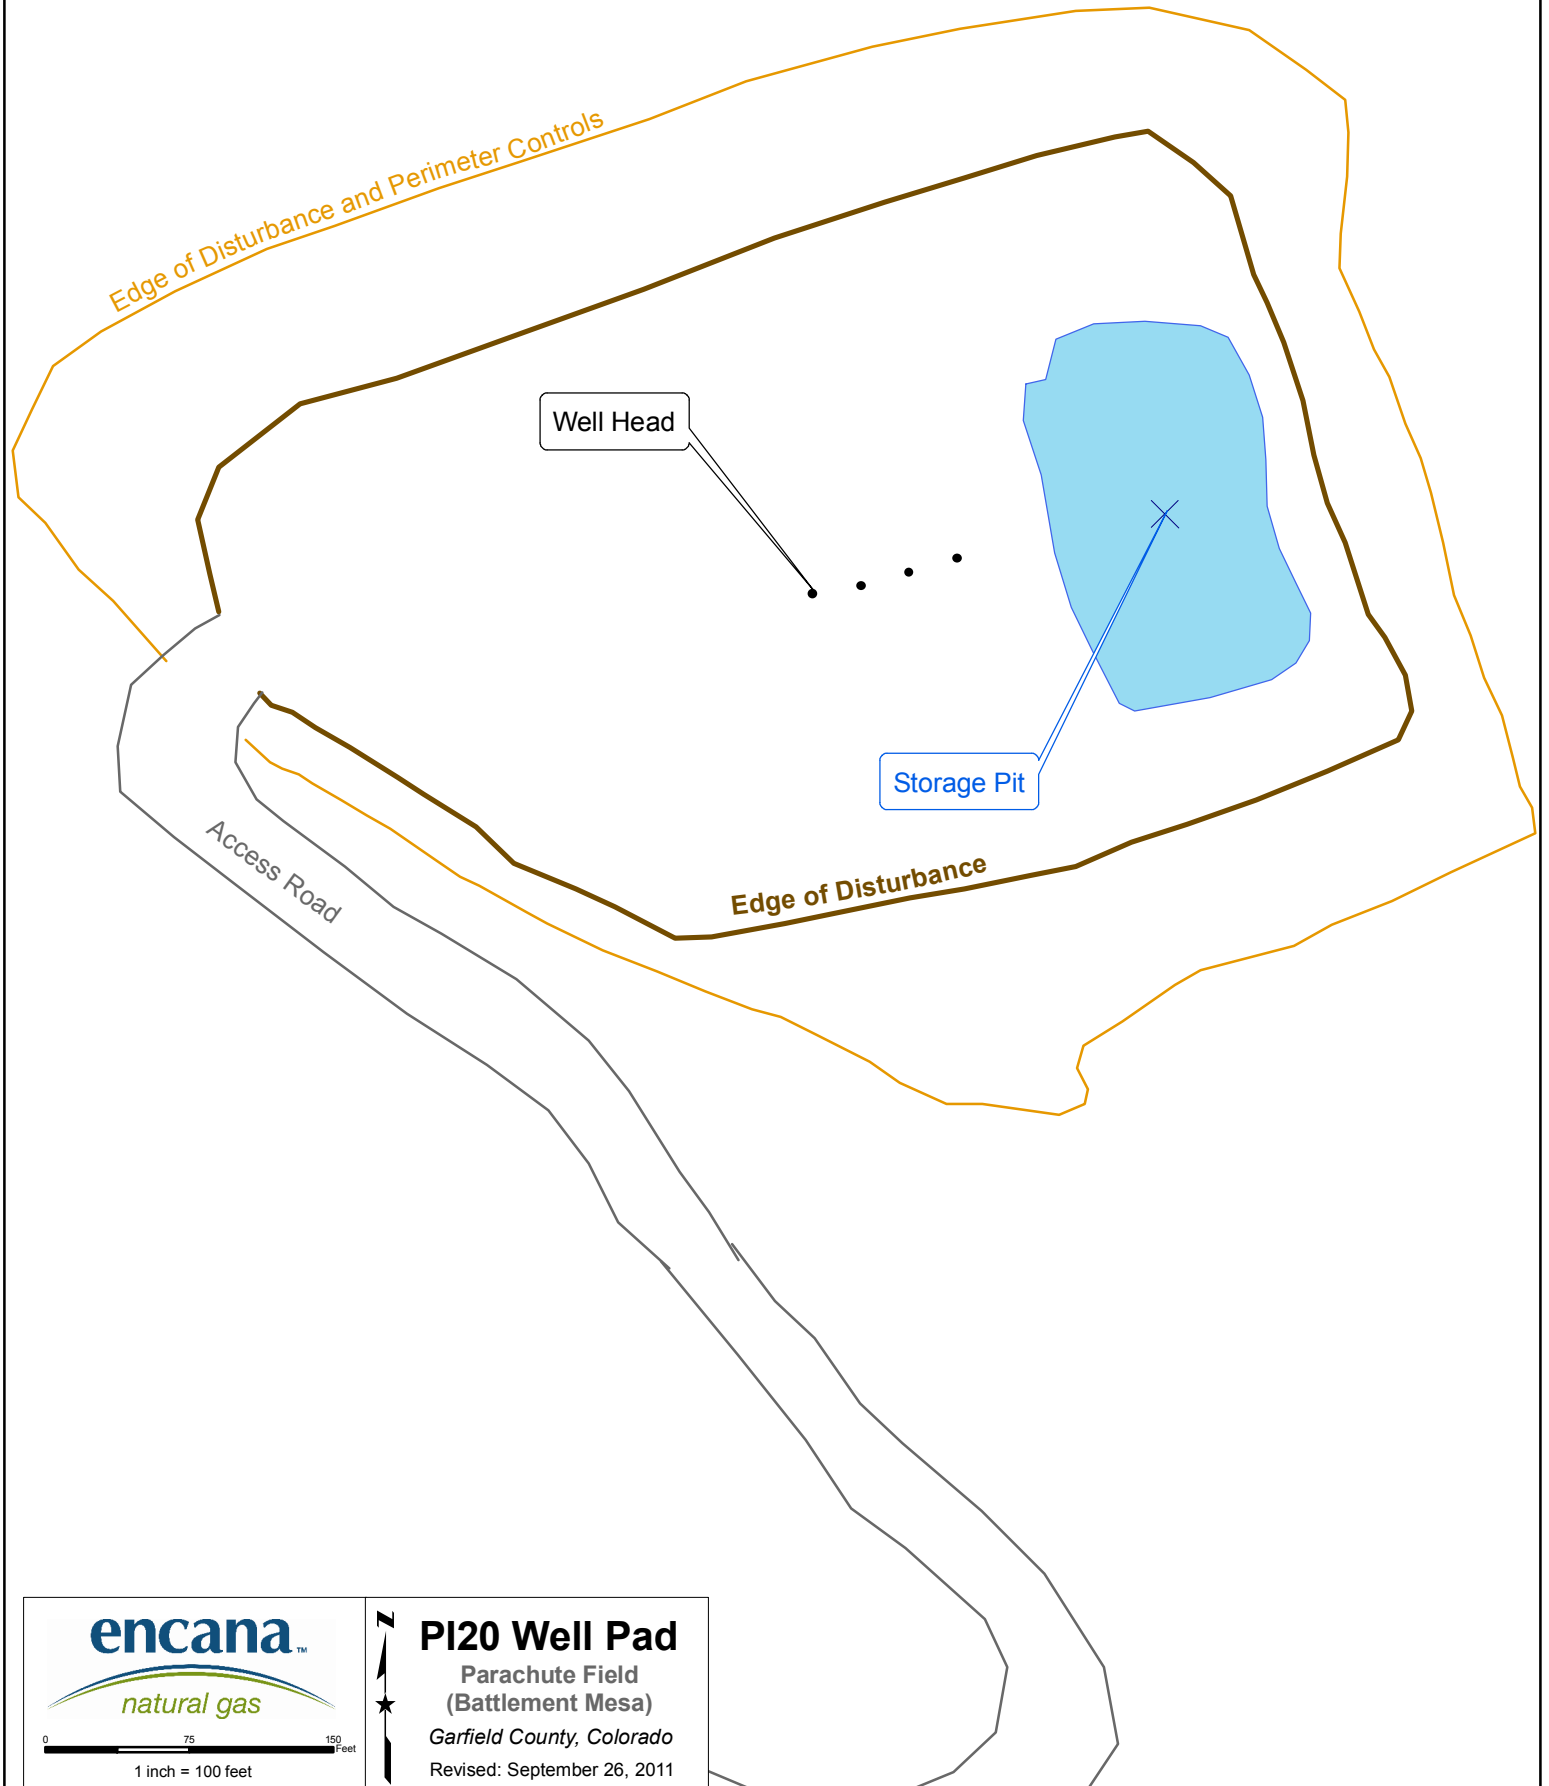 Edge of Disturbance and Perimeter Controls
Well Head
Storage Pit
Access Road
Edge of Disturbance
encana™
natural gas
0 75 150
Feet
1 inch = 100 feet
N
PI20 Well Pad
Parachute Field
(Battlement Mesa)
Garfield County, Colorado
Revised: September 26, 2011